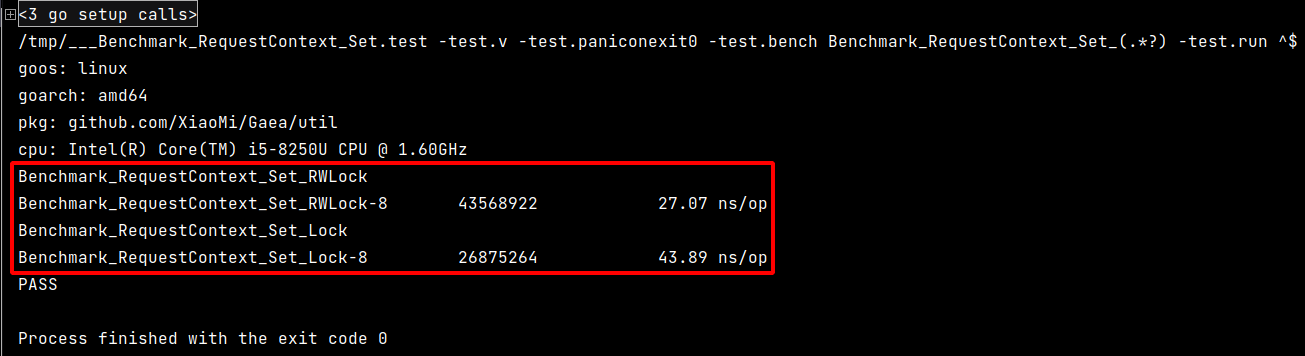 <3 go setup calls>
/tmp/___Benchmark_RequestContext_Set.test -test.v -test.paniconexit0 -test.bench Benchmark_RequestContext_Set_(.*?) -test.run ^$
goos: linux
goarch: amd64
pkg: github.com/XiaoMi/Gaea/util
cpu: Intel(R) Core(TM) i5-8250U CPU @ 1.60GHz
Benchmark_RequestContext_Set_RWLock
Benchmark_RequestContext_Set_RWLock-8 43568922 27.07 ns/op
Benchmark_RequestContext_Set_Lock
Benchmark_RequestContext_Set_Lock-8 26875264 43.89 ns/op
PASS
Process finished with the exit code 0